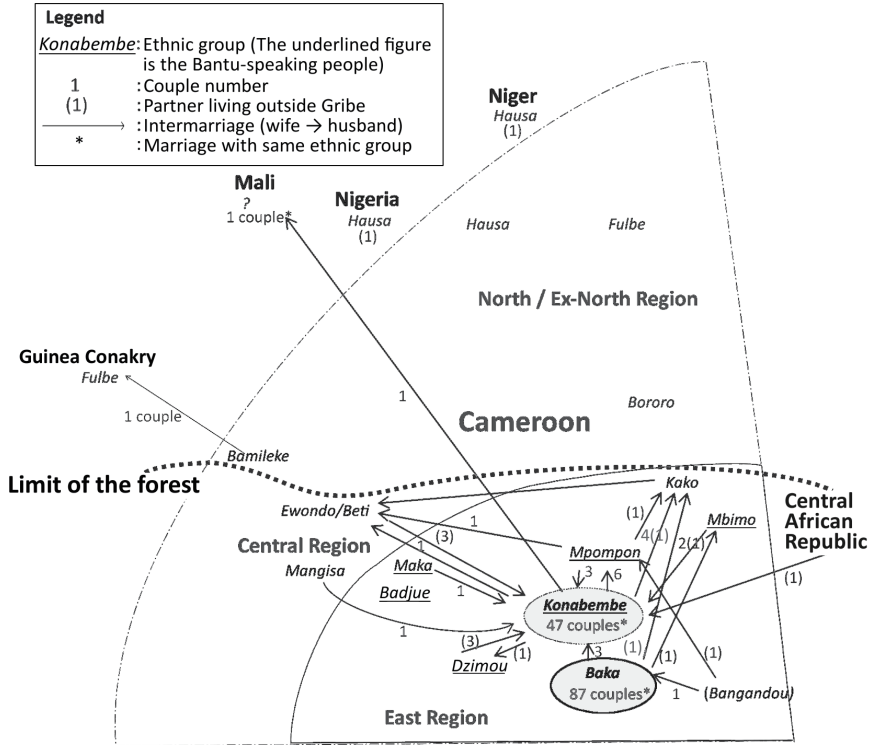 Legend
Konabembe: Ethnic group (The underlined figure
is the Bantu-speaking people)
1 : Couple number
(1) : Partner living outside Gribe
: Intermarriage (wife → husband)
* : Marriage with same ethnic group
Niger
Hausa
(1)
Mali
?
1 couple*
Nigeria
Hausa
(1)
Hausa
Fulbe
North / Ex-North Region
Guinea Conakry
Fulbe
1 couple
1
Bororo
Cameroon
Bamileke
Limit of the forest
Kako
Ewondo/Beti
Central
African
Republic
(1)
1
(3)
4(1)
2(1)
Mbimo
Central Region
1
Mpompon
Mangisa
Maka
3
6
(1)
Badjue
1
Konabembe
47 couples*
1
(3)
(1)
3
(1)
(1)
(1)
Dzimou
Baka
87 couples*
1
(Bangandou)
East Region